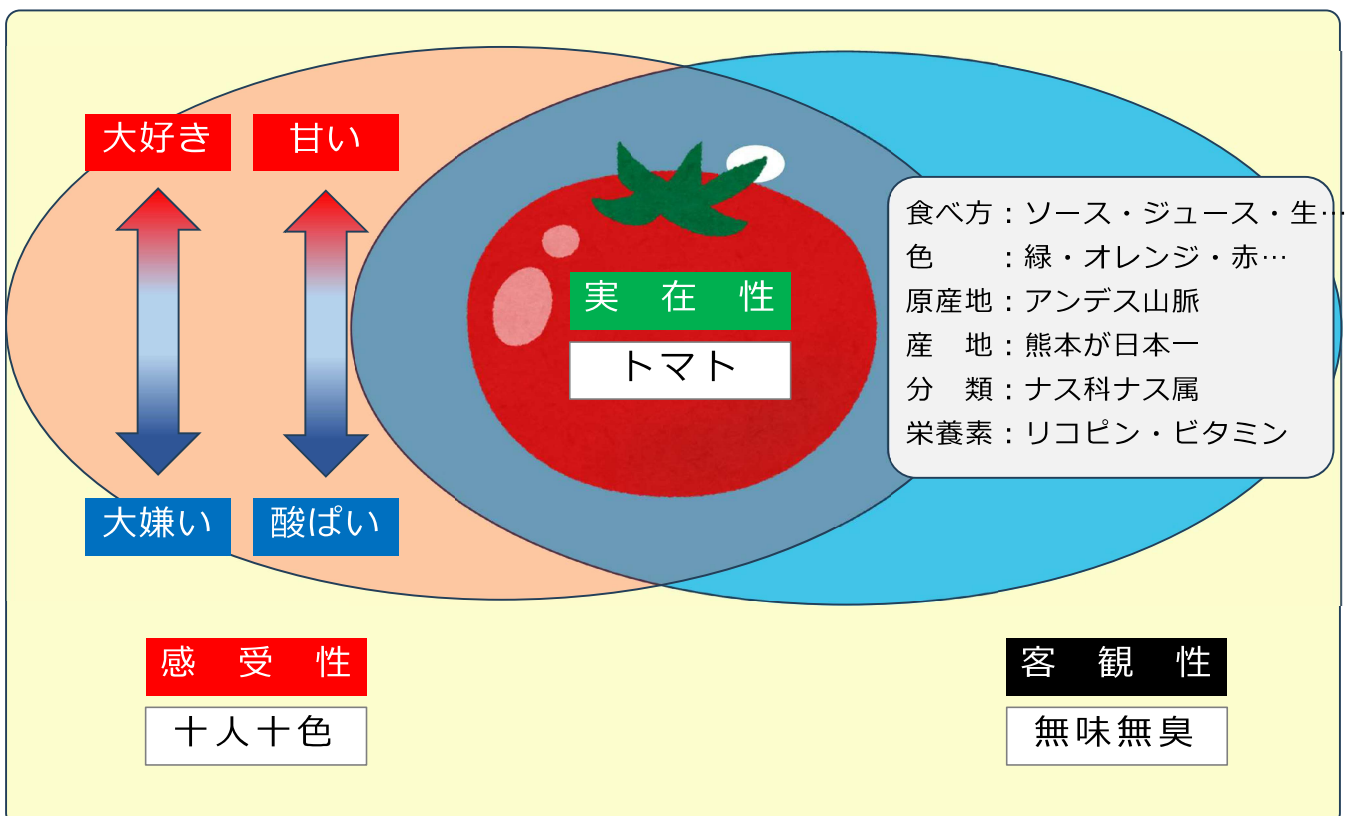 大好き
甘い
大嫌い
酸ぱい
実　在　性
トマト
食べ方：ソース・ジュース・生…
色　　：緑・オレンジ・赤…
原産地：アンデス山脈
産　地：熊本が日本一
分　類：ナス科ナス属
栄養素：リコピン・ビタミン
感　受　性
十人十色
客　観　性
無味無臭